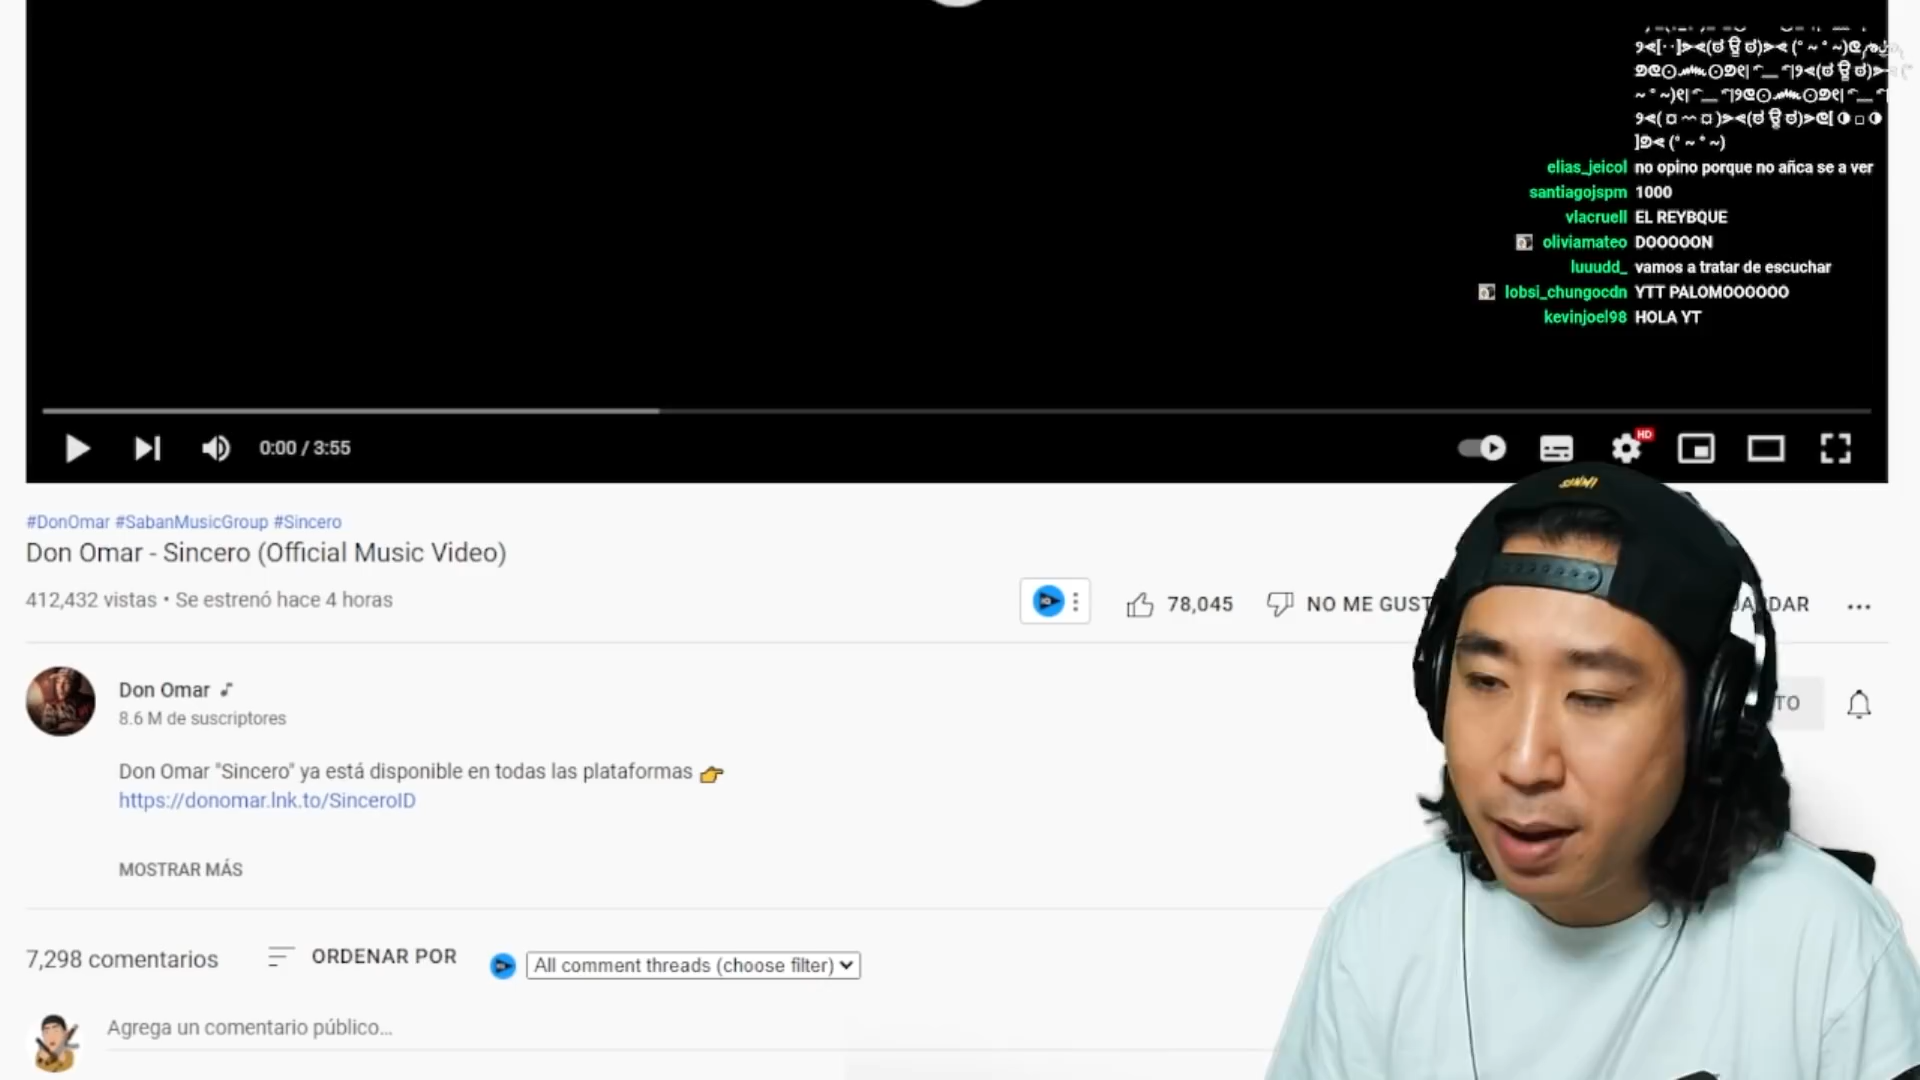 elias_jeicol no opino porque no añca se a ver
santiagojspm 1000
vlacruell EL REYBQUE
oliviamateo DOOOOON
luuudd_ vamos a tratar de escuchar
lobsi_chungocdn YTT PALOMOOOOOO
kevinjoel98 HOLA YT
0:00 / 3:55
HD
#DonOmar #SabanMusicGroup #Sincero
Don Omar - Sincero (Official Music Video)
412,432 vistas • Se estrenó hace 4 horas
78,045
NO ME GUST
Don Omar
8.6 M de suscriptores
Don Omar "Sincero" ya está disponible en todas las plataformas 👉
https://donomar.lnk.to/SinceroID
MOSTRAR MÁS
7,298 comentarios
ORDENAR POR
All comment threads (choose filter)
Agrega un comentario público...